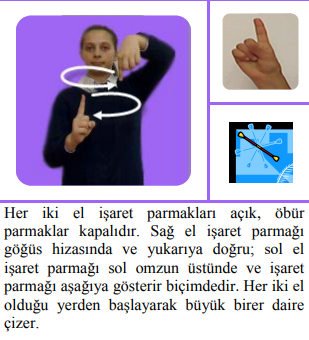 Her iki el işaret parmakları açık, öbür
parmaklar kapalıdır. Sağ el işaret parmağı
göğüs hizasında ve yukarıya doğru; sol el
işaret parmağı sol omzun üstünde ve işaret
parmağı aşağıya gösterir biçimdedir. Her iki el
olduğu yerden başlayarak büyük birer daire
çizer.